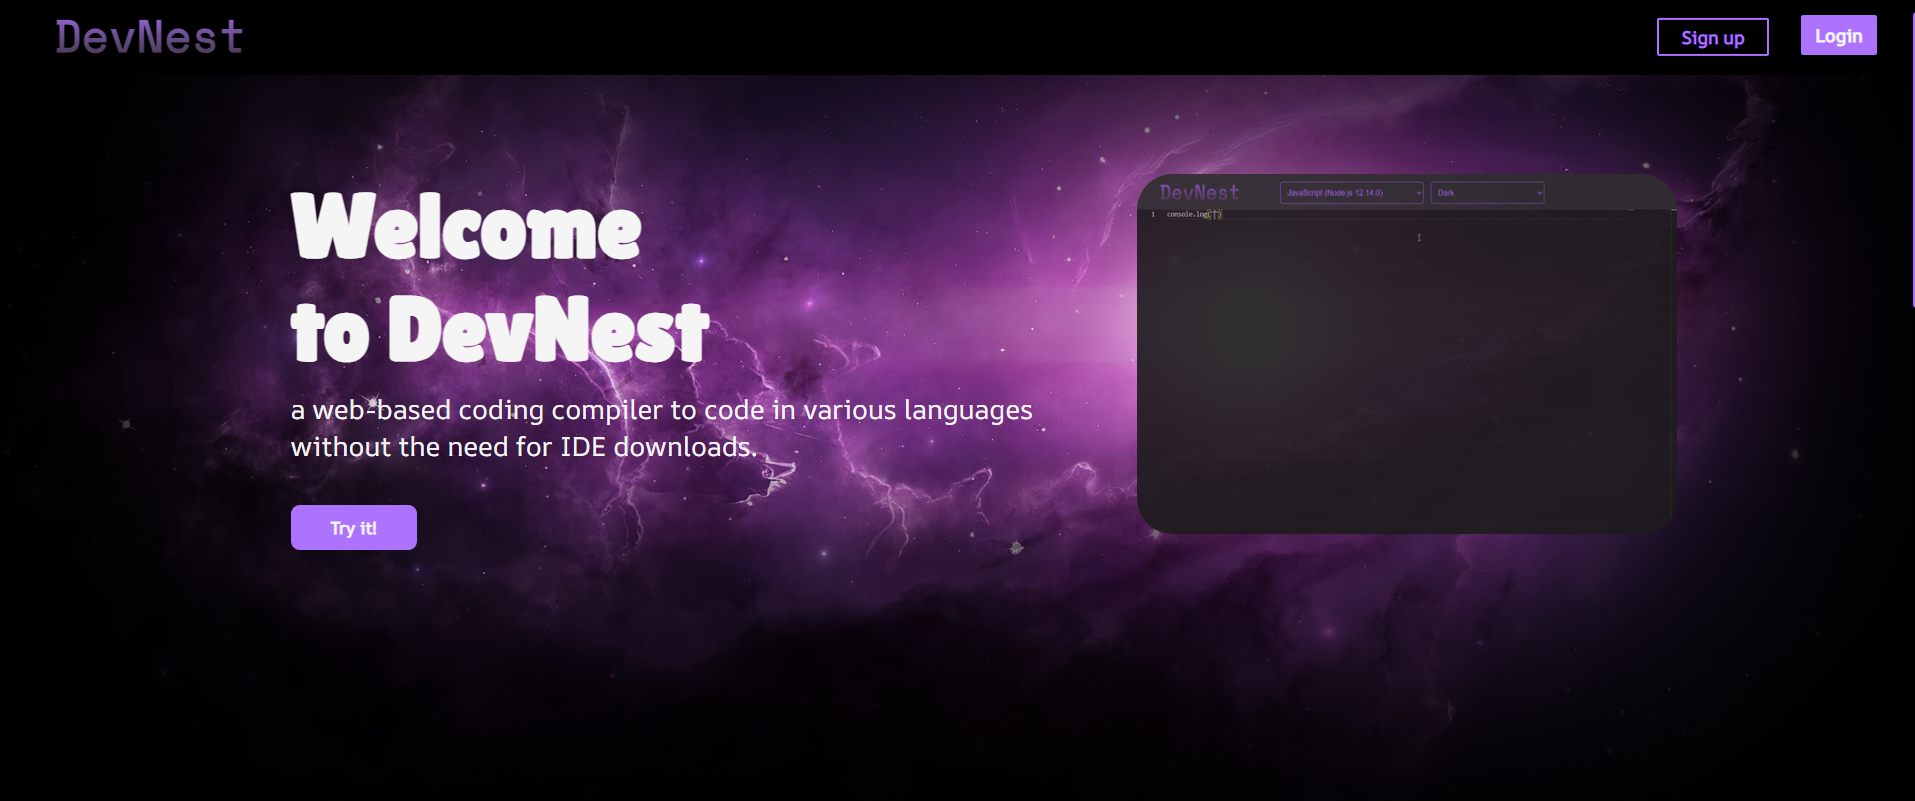 DevNest
Sign up
Login
Welcome
to DevNest
a web-based coding compiler to code in various languages
without the need for IDE downloads.
Try it!
DevNest
JavaScript (Node.js 12.14.0)
Dark
1 console.log('')